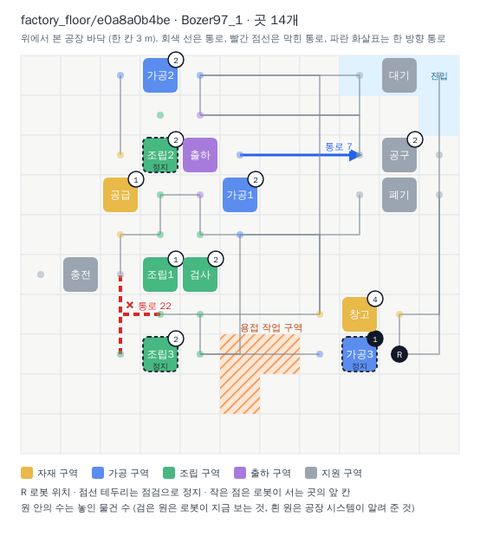 factory_floor/e0a8a0b4be · Bozer97_1 · 곳 14개
위에서 본 공장 바닥 (한 칸 3 m). 회색 선은 통로, 빨간 점선은 막힌 통로, 파란 화살표는 한 방향 통로
2
가공2
대기
진입
2
조립2
정지
출하
통로 7
2
공구
1
공급
2
가공1
폐기
충전
1
조립1
2
검사
✖ 통로 22
4
창고
용접 작업 구역
2
조립3
정지
1
가공3
정지
R
자재 구역
가공 구역
조립 구역
출하 구역
지원 구역
R 로봇 위치 · 점선 테두리는 점검으로 정지 · 작은 점은 로봇이 서는 곳의 앞 칸
원 안의 수는 놓인 물건 수 (검은 원은 로봇이 지금 보는 것, 흰 원은 공장 시스템이 알려 준 것)